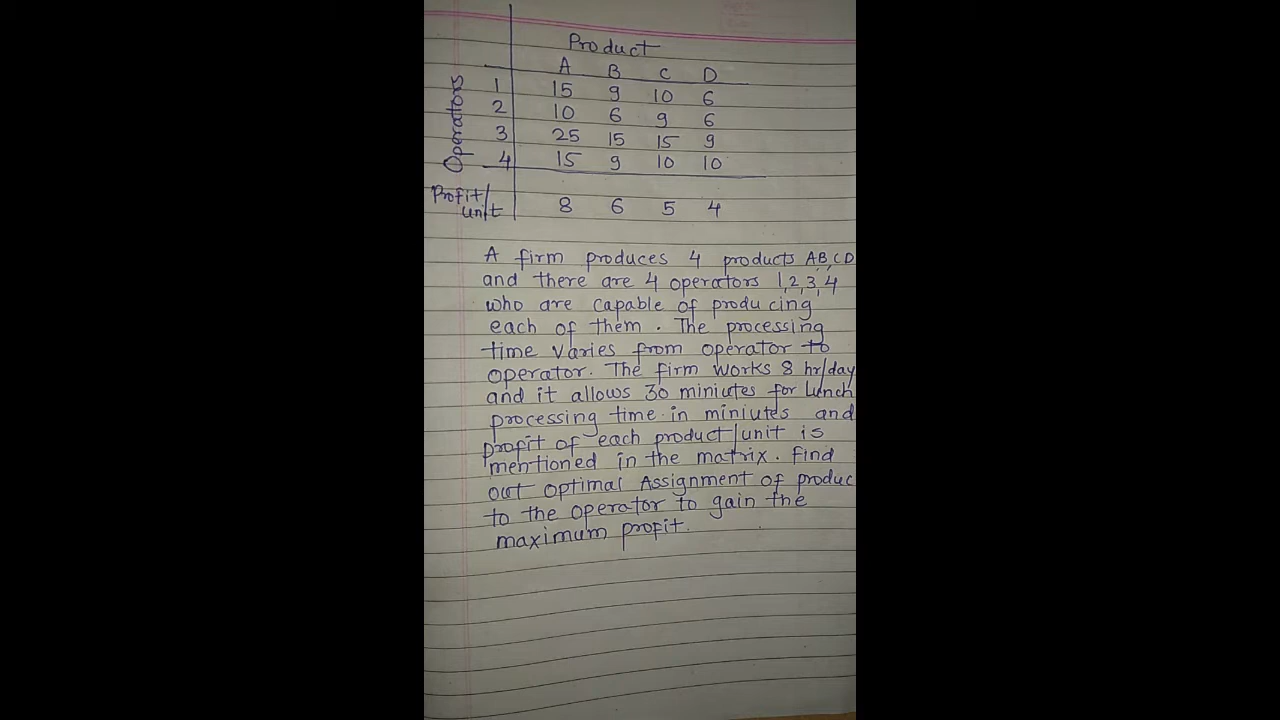 Product
A B C D
Operators
1 15 9 10 6
2 10 6 9 6
3 25 15 15 9
4 15 9 10 10
Profit/
unit 8 6 5 4
A firm produces 4 products A,B,C,D
and there are 4 operators 1,2,3,4
who are capable of producing
each of them. The processing
time varies from operator to
operator. The firm works 8 hr/day
and it allows 30 miniutes for lunch
processing time in miniutes and
profit of each product/unit is
mentioned in the matrix. Find
out optimal Assignment of produc
to the operator to gain the
maximum profit.